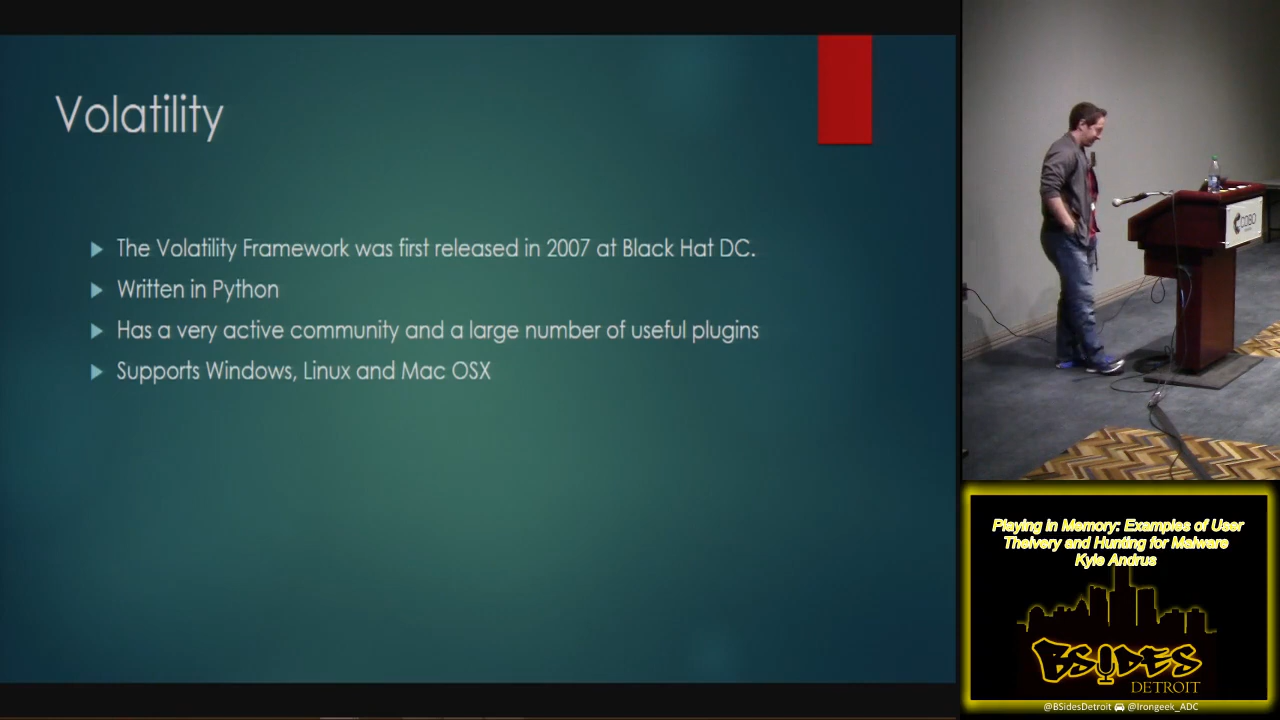 Volatility
The Volatility Framework was first released in 2007 at Black Hat DC.
Written in Python
Has a very active community and a large number of useful plugins
Supports Windows, Linux and Mac OSX
COBO
Playing in Memory: Examples of User
Theivery and Hunting for Malware
Kyle Andrus
BSIDES
DETROIT
@BSidesDetroit @Irongeek_ADC